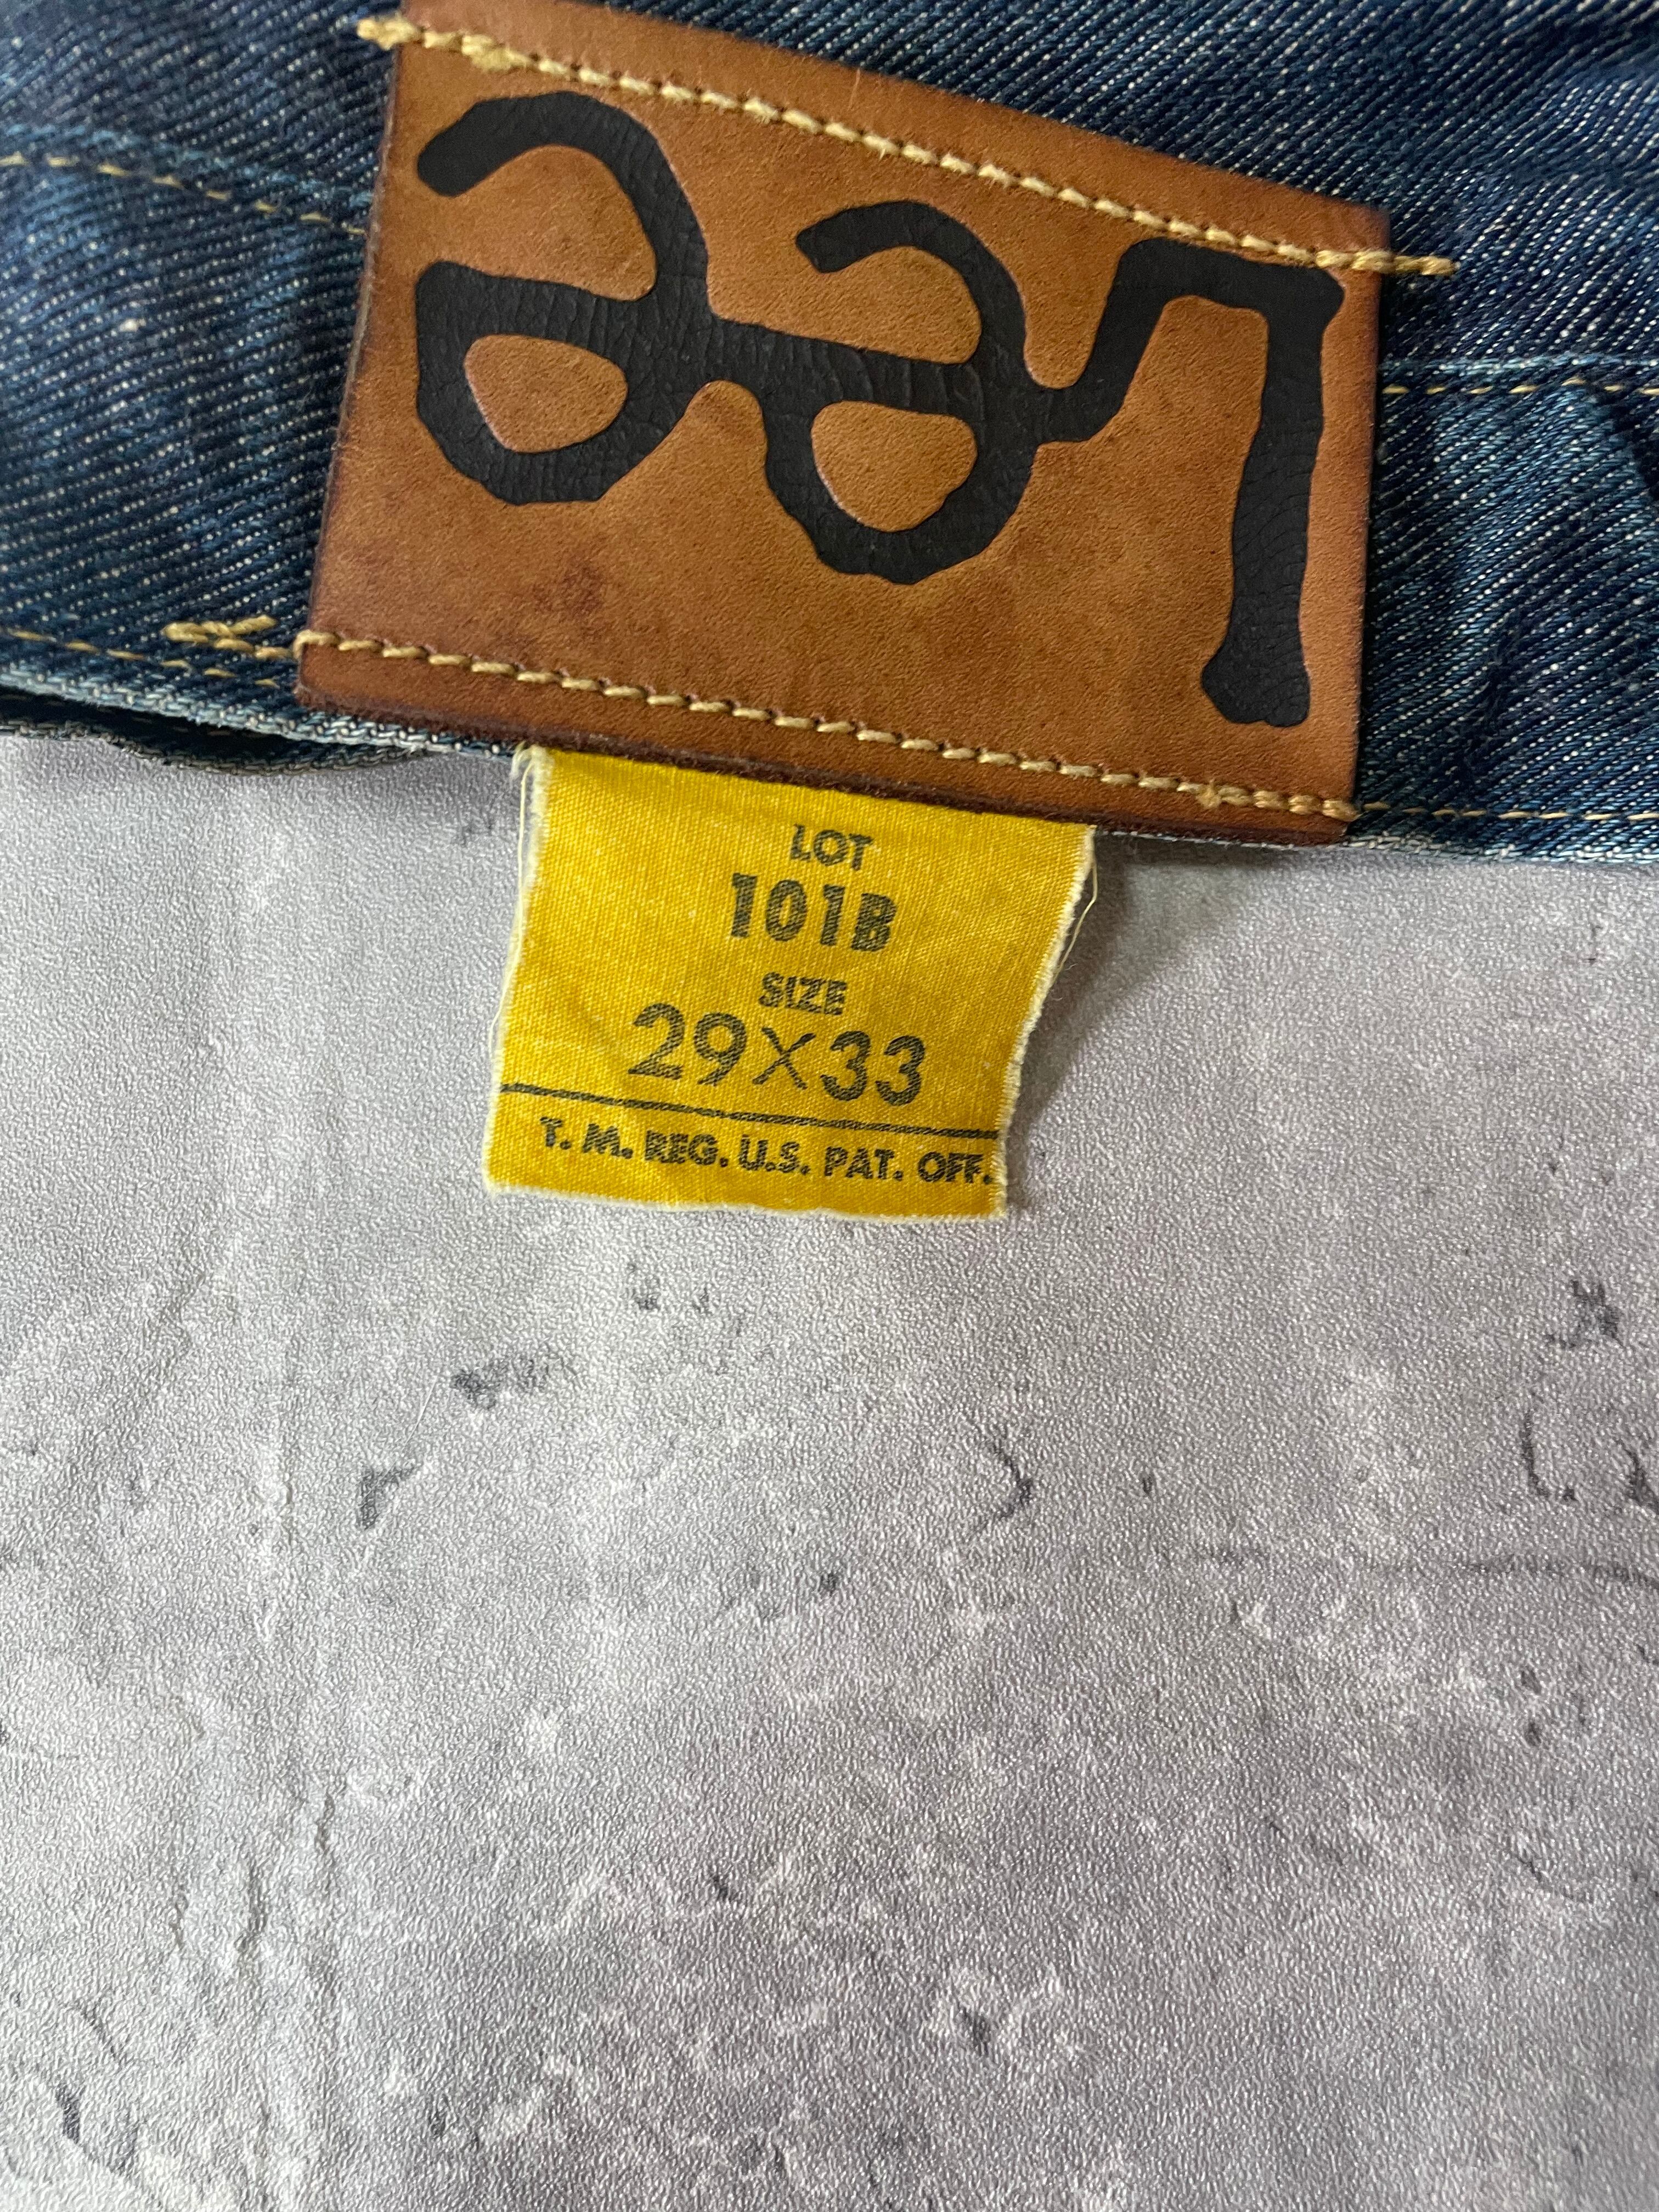 Lee
LOT
101B
SIZE
29X33
T. M. REG. U.S. PAT. OFF.